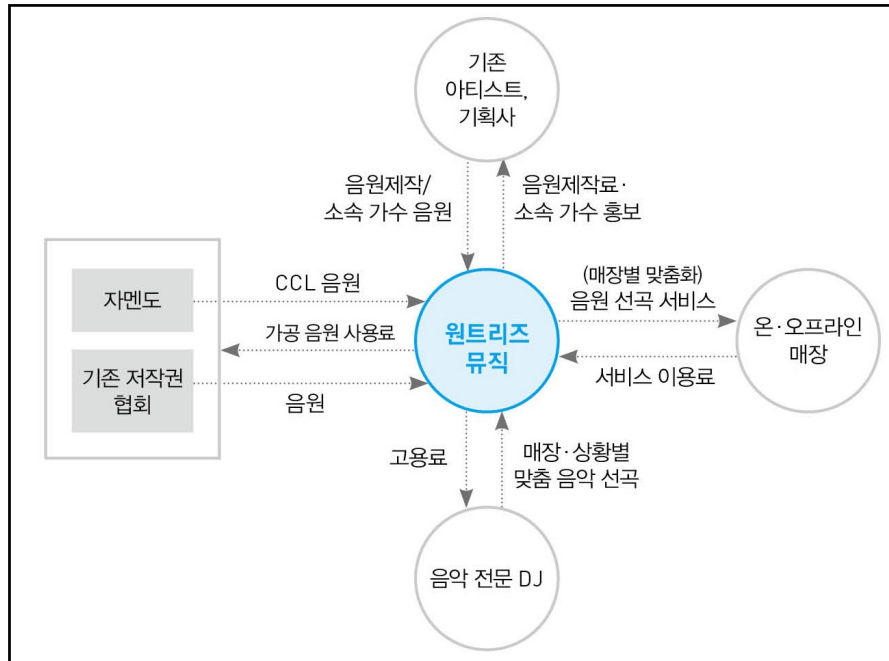 기존
아티스트,
기획사
음원제작/
소속 가수 음원
음원제작료·
소속 가수 홍보
자멘도
기존 저작권
협회
CCL 음원
가공 음원 사용료
음원
원트리즈
뮤직
(매장별 맞춤화)
음원 선곡 서비스
서비스 이용료
온·오프라인
매장
고용료
매장·상황별
맞춤 음악 선곡
음악 전문 DJ